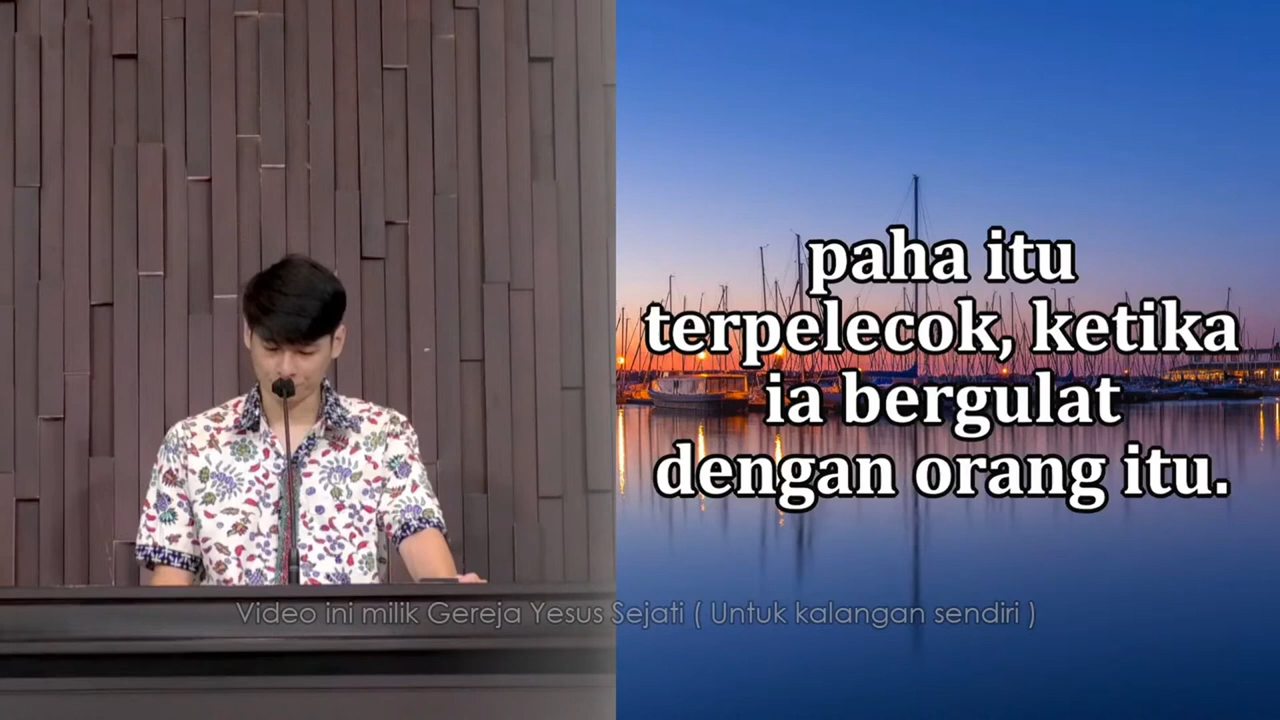 paha itu
terpelecok, ketika
ia bergulat
dengan orang itu.
Video ini milik Gereja Yesus Sejati ( Untuk kalangan sendiri )